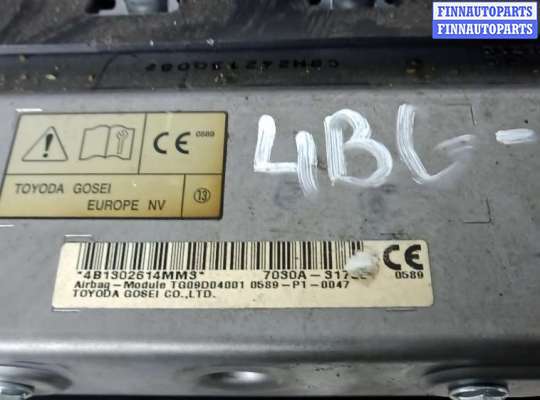 FINNAUTOPARTS
FINNAUTOPARTS
CE 0589
TOYODA GOSEI
EUROPE NV
13
4BG-
*4B1302614MM3*
7030A-317
CE
0589
Airbag-Module TG09D04001 0589-P1-0047
TOYODA GOSEI CO.,LTD.